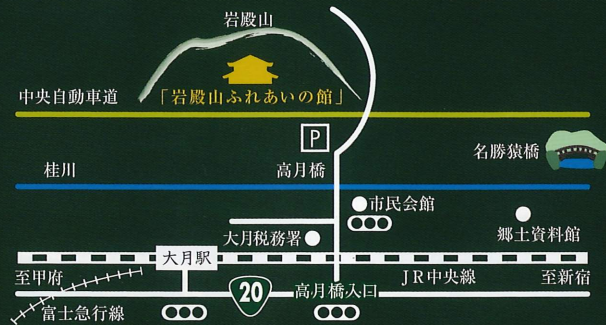 岩殿山
中央自動車道
「岩殿山ふれあいの館」
P
名勝猿橋
桂川
高月橋
市民会館
大月税務署
郷土資料館
大月駅
至甲府
JR中央線
至新宿
20
高月橋入口
富士急行線